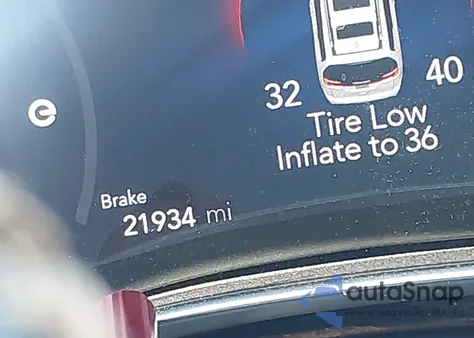 32
40
Tire Low
Inflate to 36
e
Brake
21934 mi
autoSnap